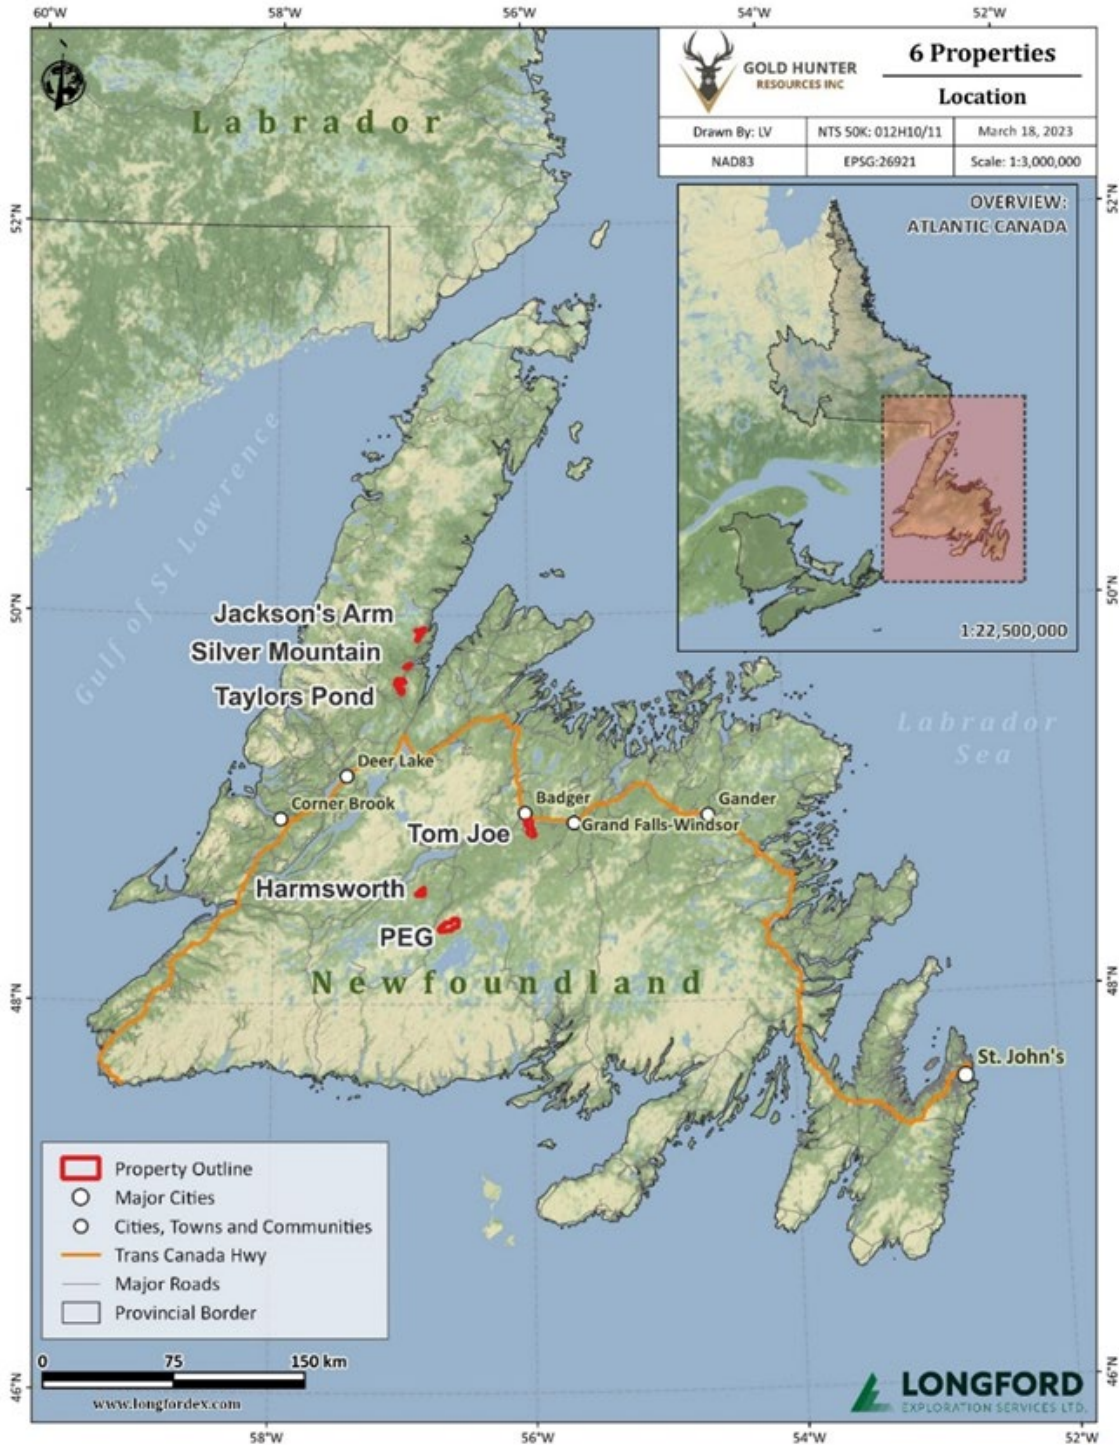 60°W 56°W 54°W 52°W
GOLD HUNTER
RESOURCES INC
6 Properties
Location
Drawn By: LV
NTS 50K: 012H10/11
March 18, 2023
NAD83
EPSG:26921
Scale: 1:3,000,000
Labrador
52°N
52°N
OVERVIEW:
ATLANTIC CANADA
1:22,500,000
Gulf of St Lawrence
50°N
50°N
Jackson's Arm
Silver Mountain
Taylors Pond
Labrador
Sea
Deer Lake
Corner Brook
Badger
Gander
Grand Falls-Windsor
Tom Joe
Harmsworth
PEG
Newfoundland
48°N
48°N
St. John's
Property Outline
Major Cities
Cities, Towns and Communities
Trans Canada Hwy
Major Roads
Provincial Border
0 75 150 km
www.longfordex.com
46°N
46°N
LONGFORD
EXPLORATION SERVICES LTD.
58°W 56°W 54°W 52°W